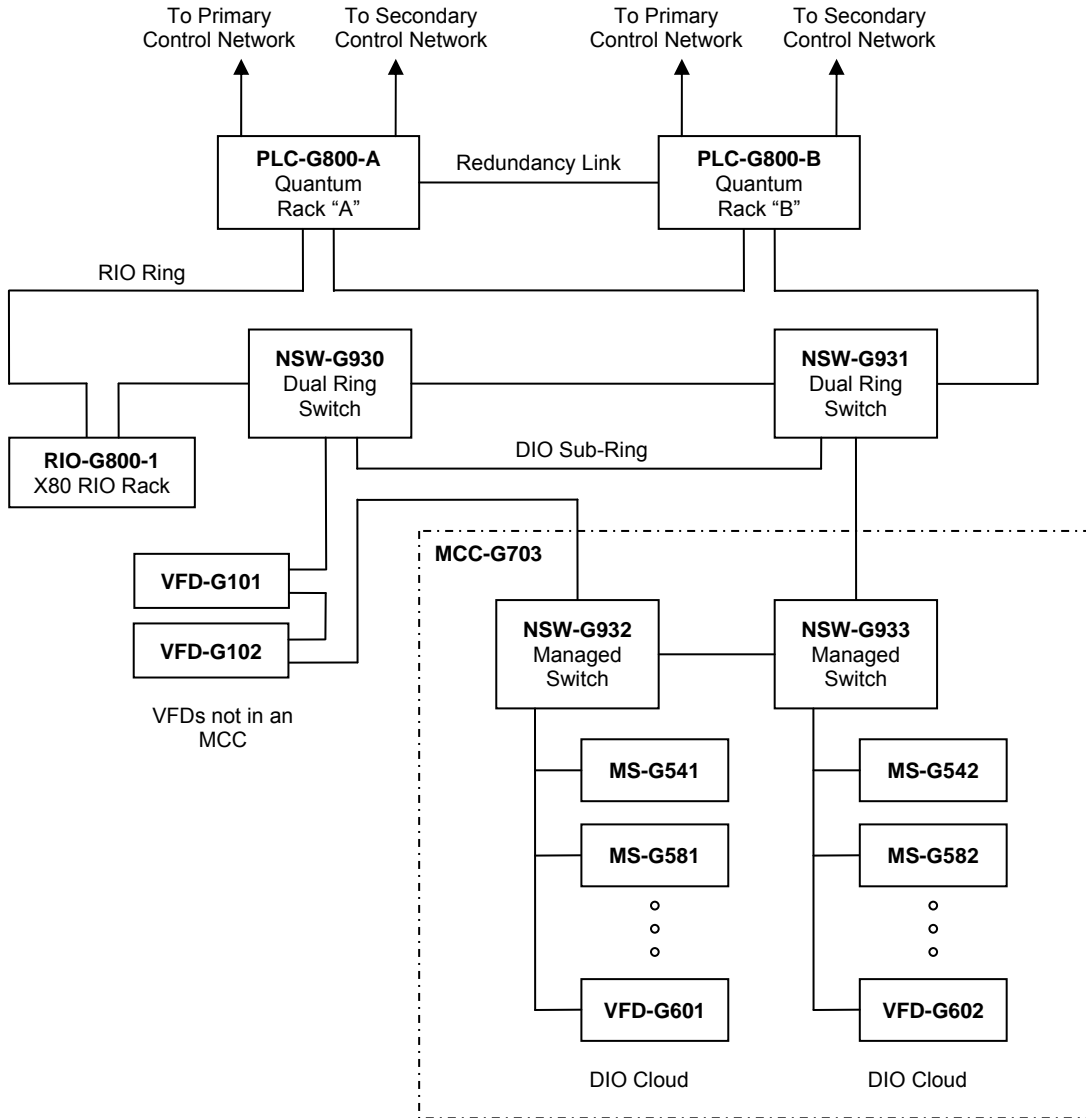 To Primary
Control Network
To Secondary
Control Network
To Primary
Control Network
To Secondary
Control Network
PLC-G800-A
Quantum
Rack “A”
Redundancy Link
PLC-G800-B
Quantum
Rack “B”
RIO Ring
NSW-G930
Dual Ring
Switch
NSW-G931
Dual Ring
Switch
RIO-G800-1
X80 RIO Rack
DIO Sub-Ring
MCC-G703
VFD-G101
VFD-G102
VFDs not in an
MCC
NSW-G932
Managed
Switch
NSW-G933
Managed
Switch
MS-G541
MS-G542
MS-G581
MS-G582
VFD-G601
VFD-G602
DIO Cloud
DIO Cloud